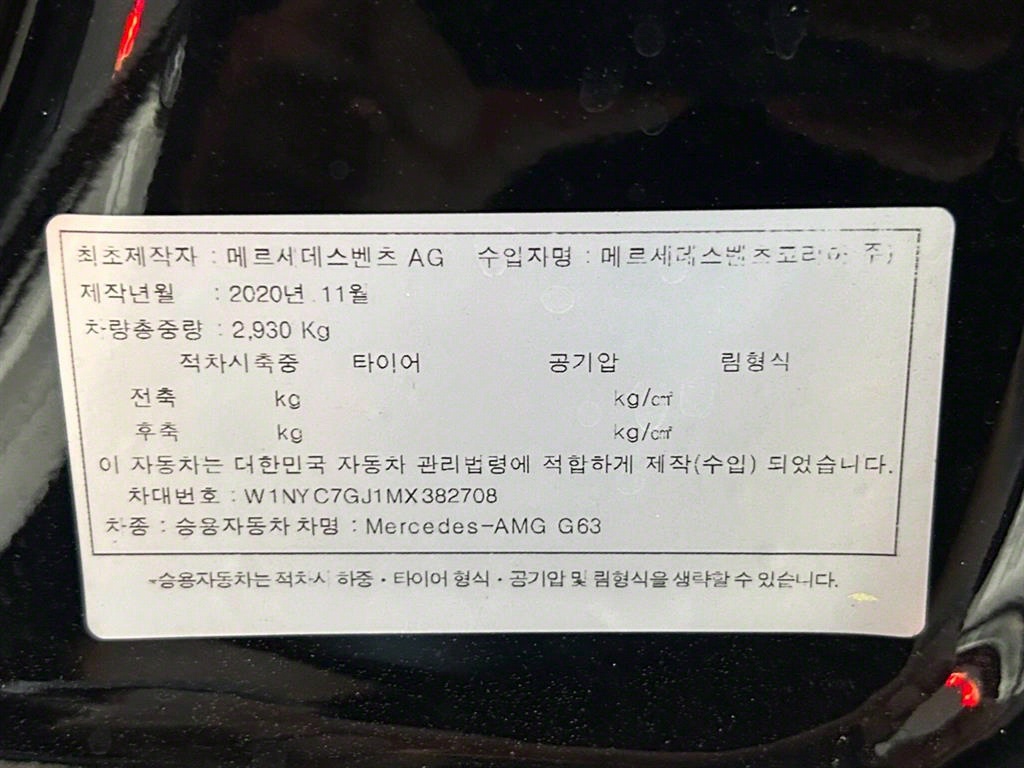 최초제작자 : 메르세데스벤츠 AG 수입자명 : 메르세데스벤츠코리아 주)
제작년월 : 2020년 11월
차량총중량 : 2,930 Kg
적차시축중 타이어 공기압 림형식
전축 kg kg/㎠
후축 kg kg/㎠
이 자동차는 대한민국 자동차 관리법령에 적합하게 제작(수입) 되었습니다.
차대번호 : W1NYC7GJ1MX382708
차종 : 승용자동차 차명 : Mercedes-AMG G63
*승용자동차는 적차시 하중・타이어 형식・공기압 및 림형식을 생략할 수 있습니다.